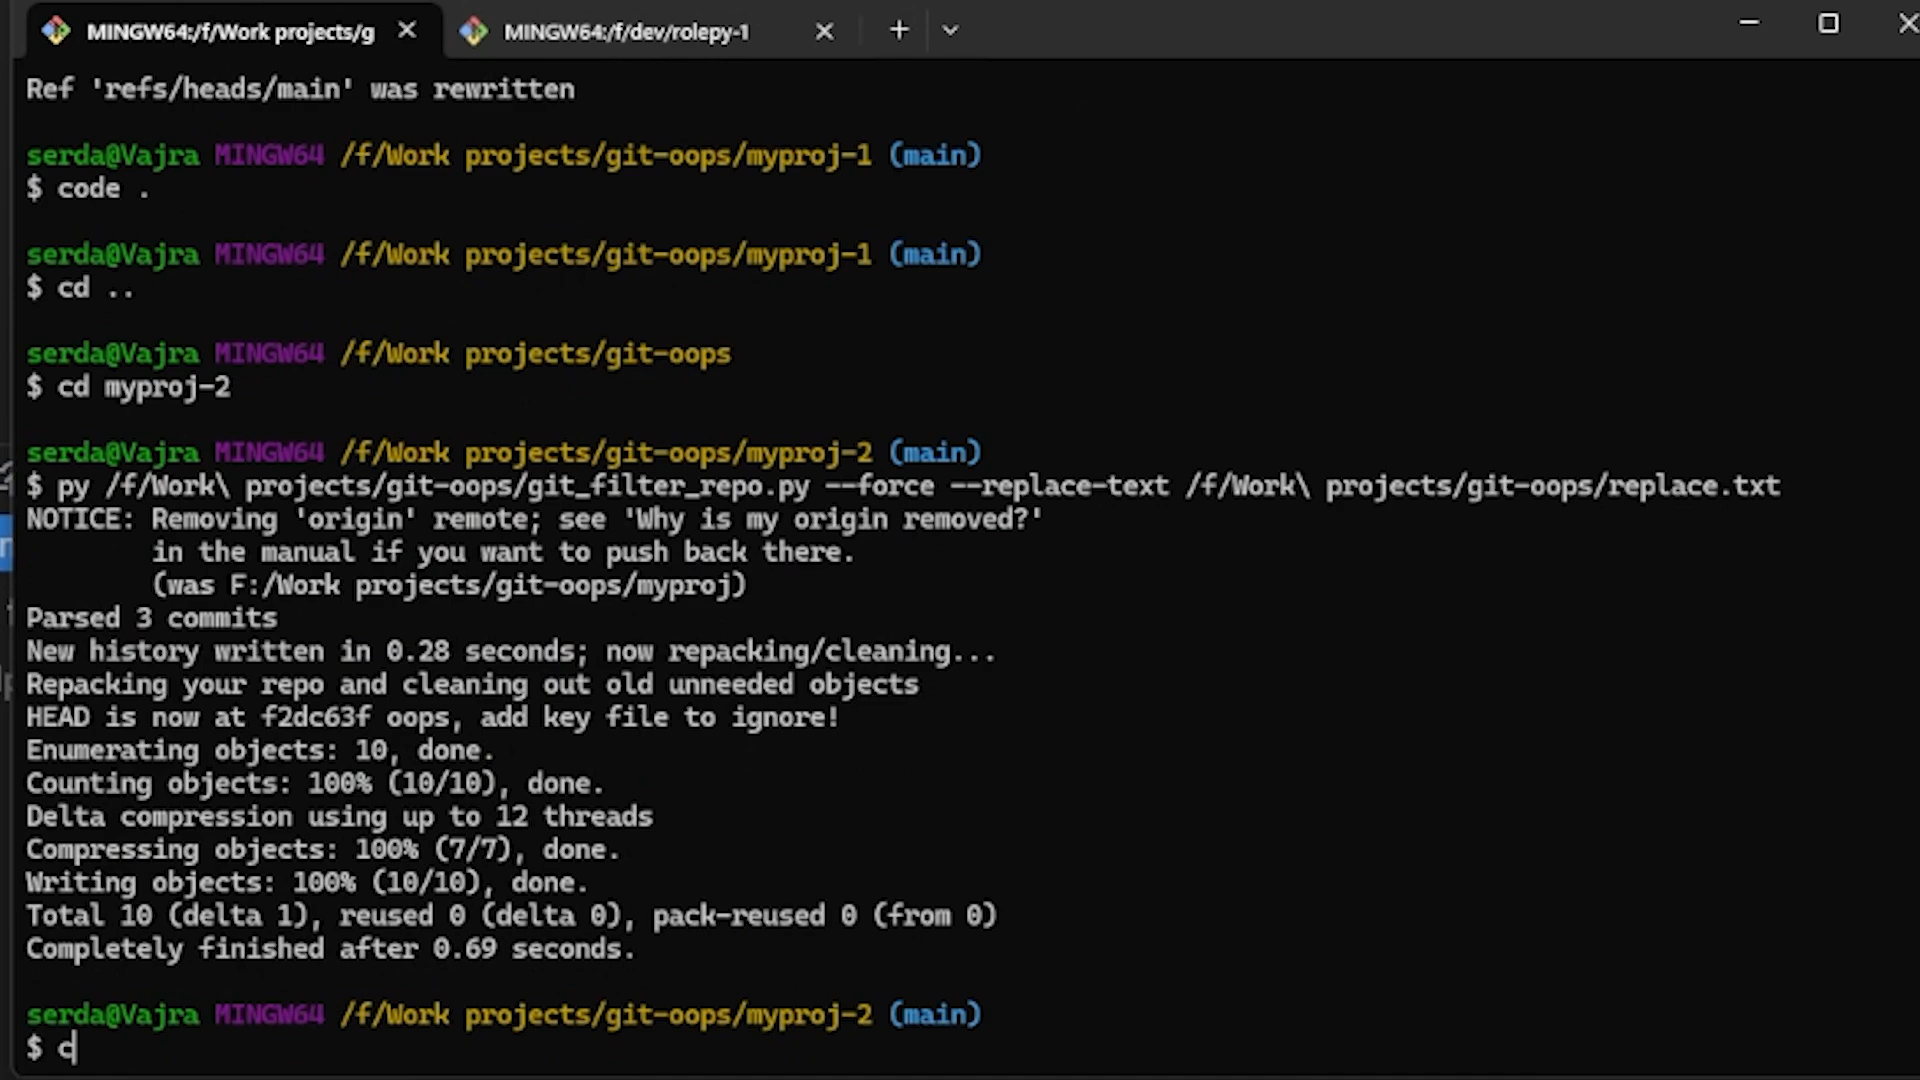 MINGW64:/f/Work projects/g
MINGW64:/f/dev/rolepy-1
Ref 'refs/heads/main' was rewritten
serda@Vajra MINGW64 /f/Work projects/git-oops/myproj-1 (main)
$ code .
serda@Vajra MINGW64 /f/Work projects/git-oops/myproj-1 (main)
$ cd ..
serda@Vajra MINGW64 /f/Work projects/git-oops
$ cd myproj-2
serda@Vajra MINGW64 /f/Work projects/git-oops/myproj-2 (main)
$ py /f/Work\ projects/git-oops/git_filter_repo.py --force --replace-text /f/Work\ projects/git-oops/replace.txt
NOTICE: Removing 'origin' remote; see 'Why is my origin removed?'
in the manual if you want to push back there.
(was F:/Work projects/git-oops/myproj)
Parsed 3 commits
New history written in 0.28 seconds; now repacking/cleaning...
Repacking your repo and cleaning out old unneeded objects
HEAD is now at f2dc63f oops, add key file to ignore!
Enumerating objects: 10, done.
Counting objects: 100% (10/10), done.
Delta compression using up to 12 threads
Compressing objects: 100% (7/7), done.
Writing objects: 100% (10/10), done.
Total 10 (delta 1), reused 0 (delta 0), pack-reused 0 (from 0)
Completely finished after 0.69 seconds.
serda@Vajra MINGW64 /f/Work projects/git-oops/myproj-2 (main)
$ c